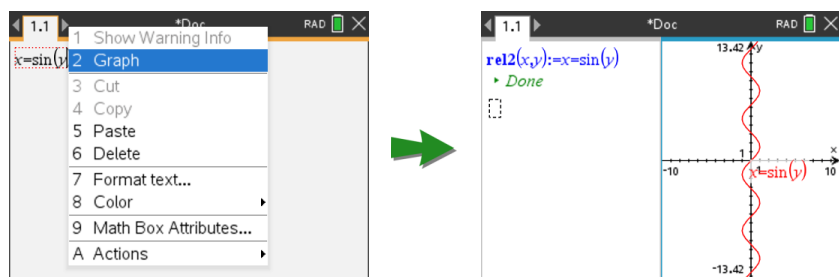 1.1
*Doc
RAD
x=sin(y)
1 Show Warning Info
2 Graph
3 Cut
4 Copy
5 Paste
6 Delete
7 Format text...
8 Color
9 Math Box Attributes...
A Actions
1.1
*Doc
RAD
rel2(x,y):=x=sin(y)
Done
13.42
y
1
x
-10
1
10
x=sin(y)
-13.42